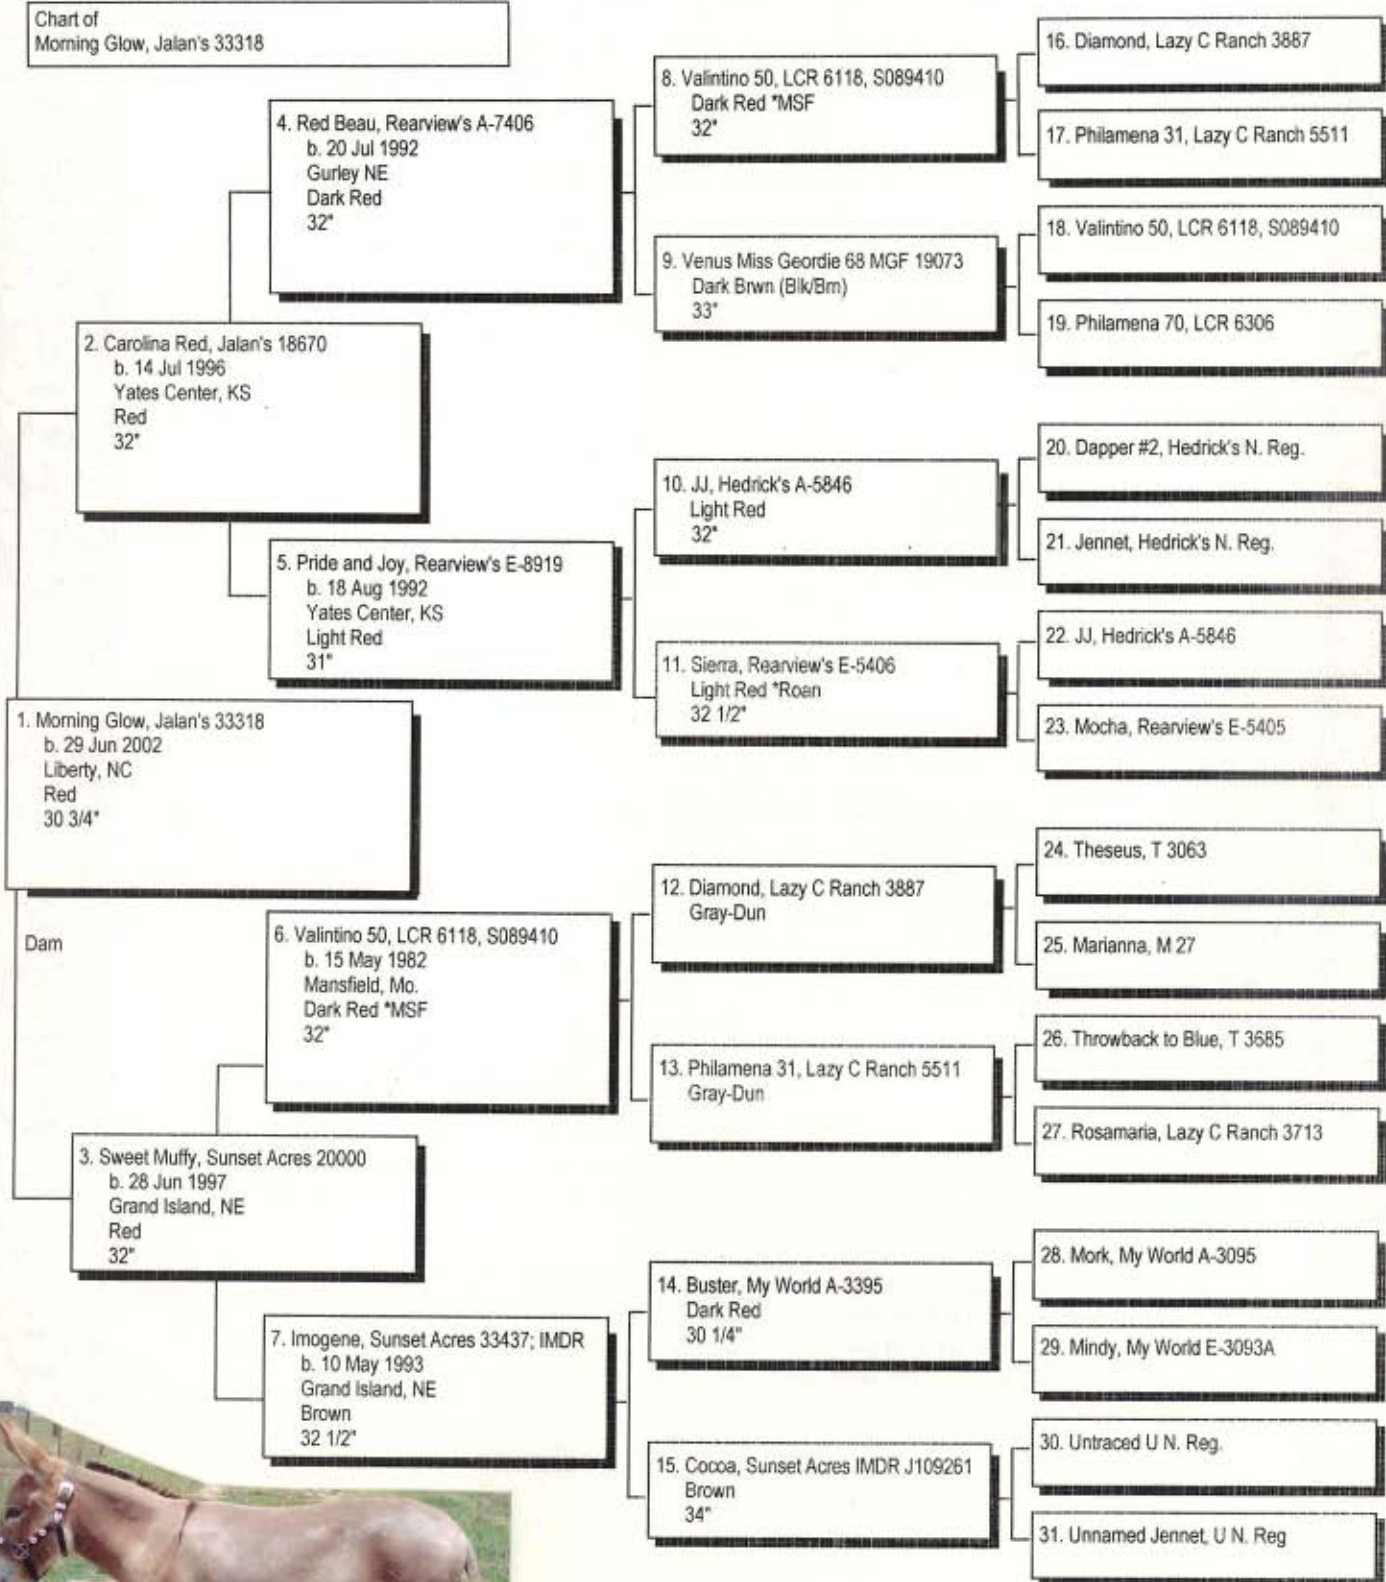 Chart of
Morning Glow, Jalan's 33318
1. Morning Glow, Jalan's 33318
b. 29 Jun 2002
Liberty, NC
Red
30 3/4"
Dam
2. Carolina Red, Jalan's 18670
b. 14 Jul 1996
Yates Center, KS
Red
32"
3. Sweet Muffy, Sunset Acres 20000
b. 28 Jun 1997
Grand Island, NE
Red
32"
4. Red Beau, Rearview's A-7406
b. 20 Jul 1992
Gurley NE
Dark Red
32"
5. Pride and Joy, Rearview's E-8919
b. 18 Aug 1992
Yates Center, KS
Light Red
31"
6. Valintino 50, LCR 6118, S089410
b. 15 May 1982
Mansfield, Mo.
Dark Red *MSF
32"
7. Imogene, Sunset Acres 33437; IMDR
b. 10 May 1993
Grand Island, NE
Brown
32 1/2"
8. Valintino 50, LCR 6118, S089410
Dark Red *MSF
32"
9. Venus Miss Geordie 68 MGF 19073
Dark Brwn (Blk/Brn)
33"
10. JJ, Hedrick's A-5846
Light Red
32"
11. Sierra, Rearview's E-5406
Light Red *Roan
32 1/2"
12. Diamond, Lazy C Ranch 3887
Gray-Dun
13. Philamena 31, Lazy C Ranch 5511
Gray-Dun
14. Buster, My World A-3395
Dark Red
30 1/4"
15. Cocoa, Sunset Acres IMDR J109261
Brown
34"
16. Diamond, Lazy C Ranch 3887
17. Philamena 31, Lazy C Ranch 5511
18. Valintino 50, LCR 6118, S089410
19. Philamena 70, LCR 6306
20. Dapper #2, Hedrick's N. Reg.
21. Jennet, Hedrick's N. Reg.
22. JJ, Hedrick's A-5846
23. Mocha, Rearview's E-5405
24. Theseus, T 3063
25. Marianna, M 27
26. Throwback to Blue, T 3685
27. Rosamaria, Lazy C Ranch 3713
28. Mork, My World A-3095
29. Mindy, My World E-3093A
30. Untraced U N. Reg.
31. Unnamed Jennet, U N. Reg